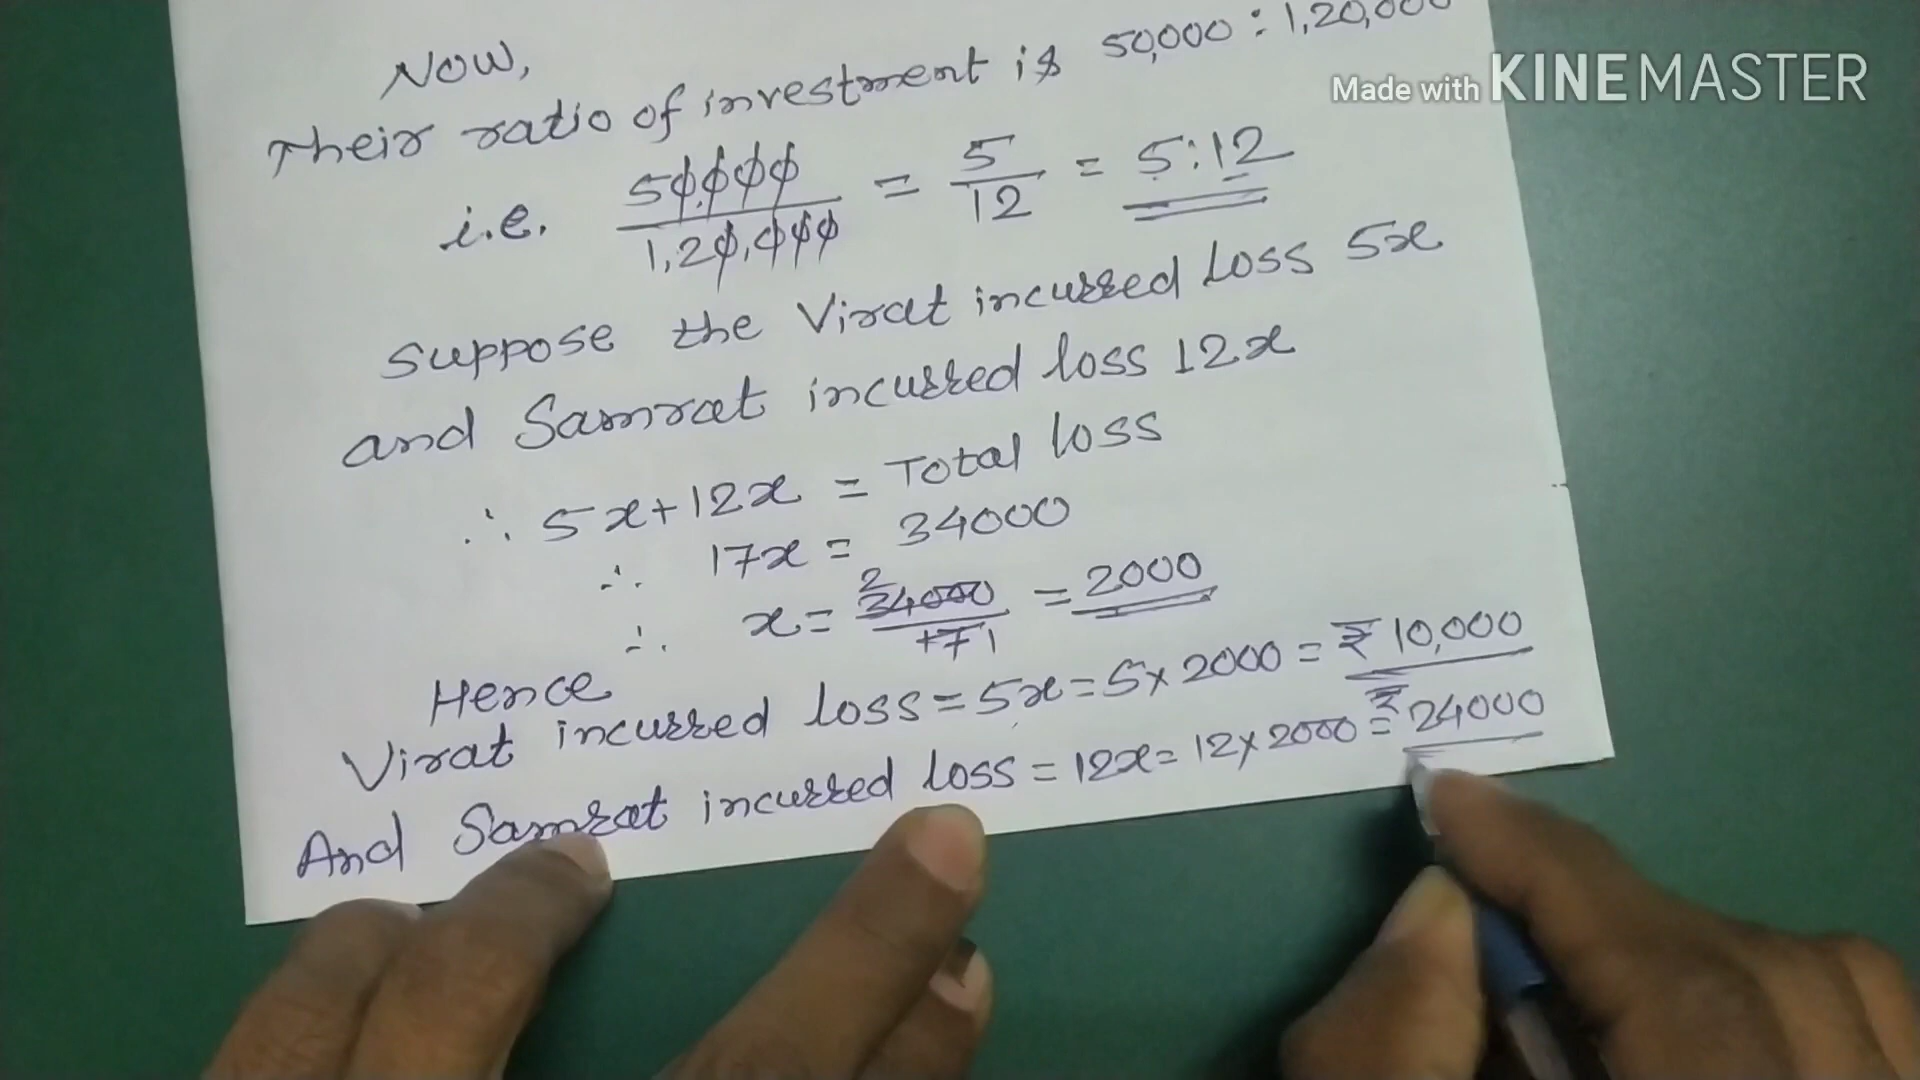 Now,
Their ratio of investment is 50,000 : 1,20,000
Made with KINEMASTER
i.e. 50,000 / 1,20,000 = 5/12 = 5:12
suppose the Virat incurred loss 5x
and Samrat incurred loss 12x
∴ 5x+12x = Total loss
∴ 17x = 34000
∴ x = 34000/17 2/1 = 2000
Hence
Virat incurred loss = 5x = 5 x 2000 = ₹ 10,000
And Samrat incurred loss = 12x = 12 x 2000 = ₹ 24000